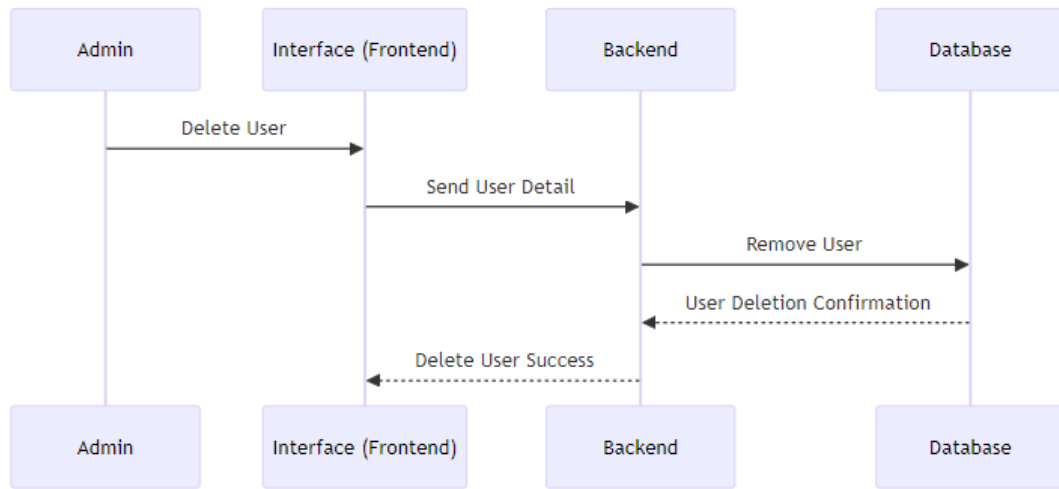 Admin
Interface (Frontend)
Backend
Database
Delete User
Send User Detail
Remove User
User Deletion Confirmation
Delete User Success
Admin
Interface (Frontend)
Backend
Database